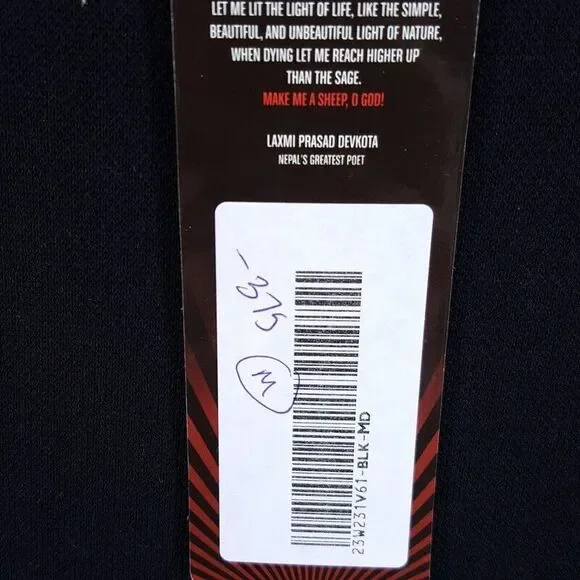 LET ME LIT THE LIGHT OF LIFE, LIKE THE SIMPLE,
BEAUTIFUL, AND UNBEAUTIFUL LIGHT OF NATURE,
WHEN DYING LET ME REACH HIGHER UP
THAN THE SAGE.
MAKE ME A SHEEP, O GOD!
LAXMI PRASAD DEVKOTA
NEPAL'S GREATEST POET
M
23W231V61-BLK-MD